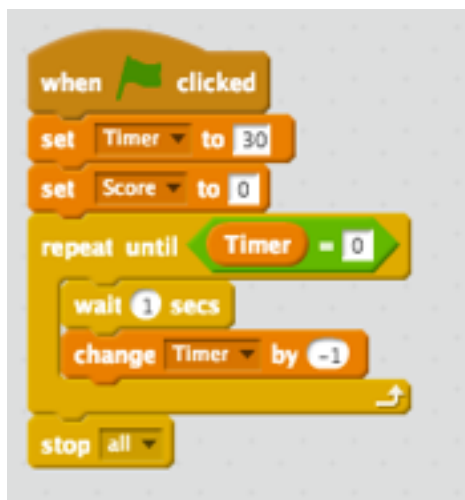 when clicked
set Timer to 30
set Score to 0
repeat until Timer = 0
wait 1 secs
change Timer by -1
stop all